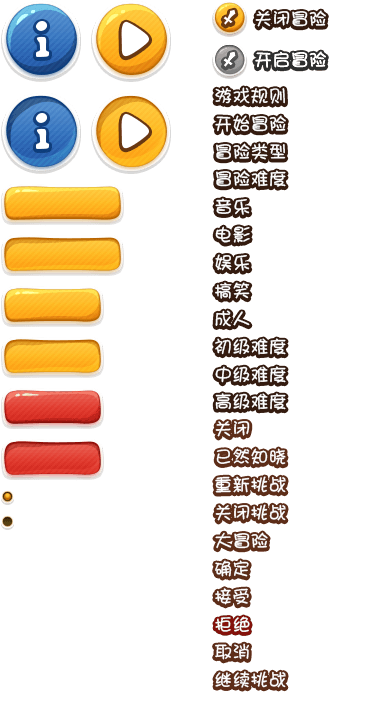 i
i
关闭冒险
开启冒险
游戏规则
开始冒险
冒险类型
冒险难度
音乐
电影
娱乐
搞笑
成人
初级难度
中级难度
高级难度
关闭
已然知晓
重新挑战
关闭挑战
大冒险
确定
接受
拒绝
取消
继续挑战